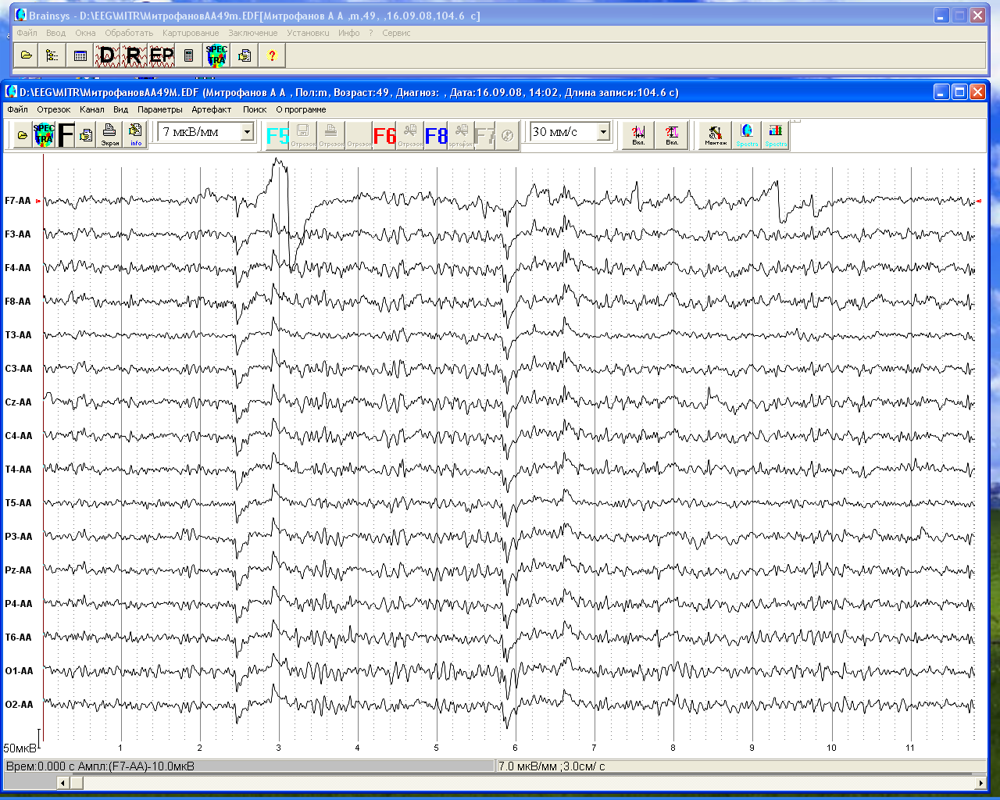 Brainsys - D:\EEG\MITR\МитрофановАА49m.EDF[Митрофанов А А ,m,49, ,16.09.08,104.6 с]
Файл Ввод Окна Обработать Картирование Заключение Установки Инфо ? Сервис
D R EP SPEC TRA ?
D:\EEG\MITR\МитрофановАА49М.EDF (Митрофанов А А , Пол:m, Возраст:49, Диагноз: , Дата:16.09.08, 14:02, Длина записи:104.6 с)
Файл Отрезок Канал Вид Параметры Артефакт Поиск О программе
SPEC TRA F Экран info 7 мкВ/мм F5 Отрезок Отрезок Отрезок F6 Отрезок F8 артефак F7 30 мм/с Вкл. Вкл. Монтаж Spectra Spectra
F7-AA
F3-AA
F4-AA
F8-AA
T3-AA
C3-AA
Cz-AA
C4-AA
T4-AA
T5-AA
P3-AA
Pz-AA
P4-AA
T6-AA
O1-AA
O2-AA
50мкВ 1 2 3 4 5 6 7 8 9 10 11
Врем:0.000 с Ампл:(F7-AA)-10.0мкВ 7.0 мкВ/мм ;3.0см/ с